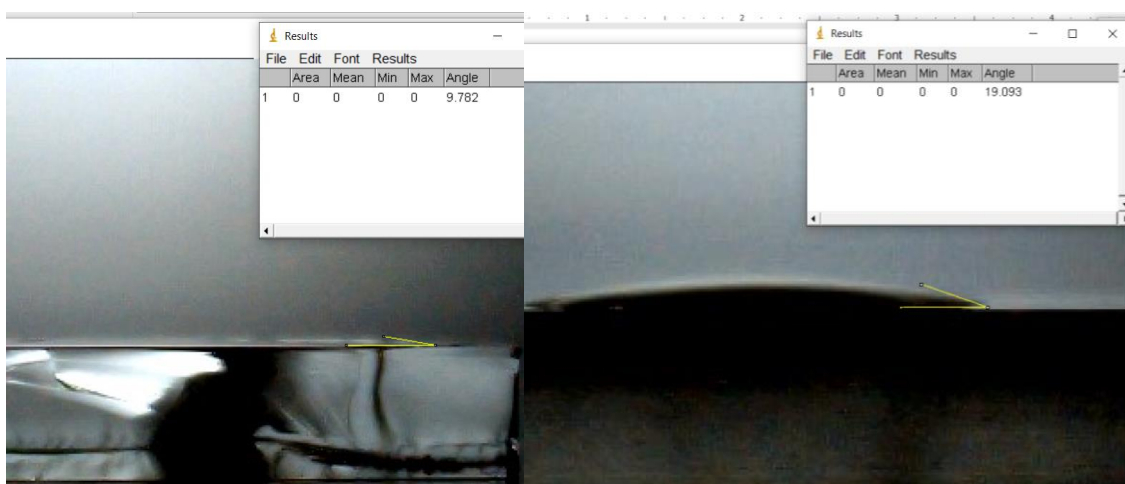 Results
File Edit Font Results
Area Mean Min Max Angle
1 0 0 0 0 9.782
1 2 3 4
Results
File Edit Font Results
Area Mean Min Max Angle
1 0 0 0 0 19.093